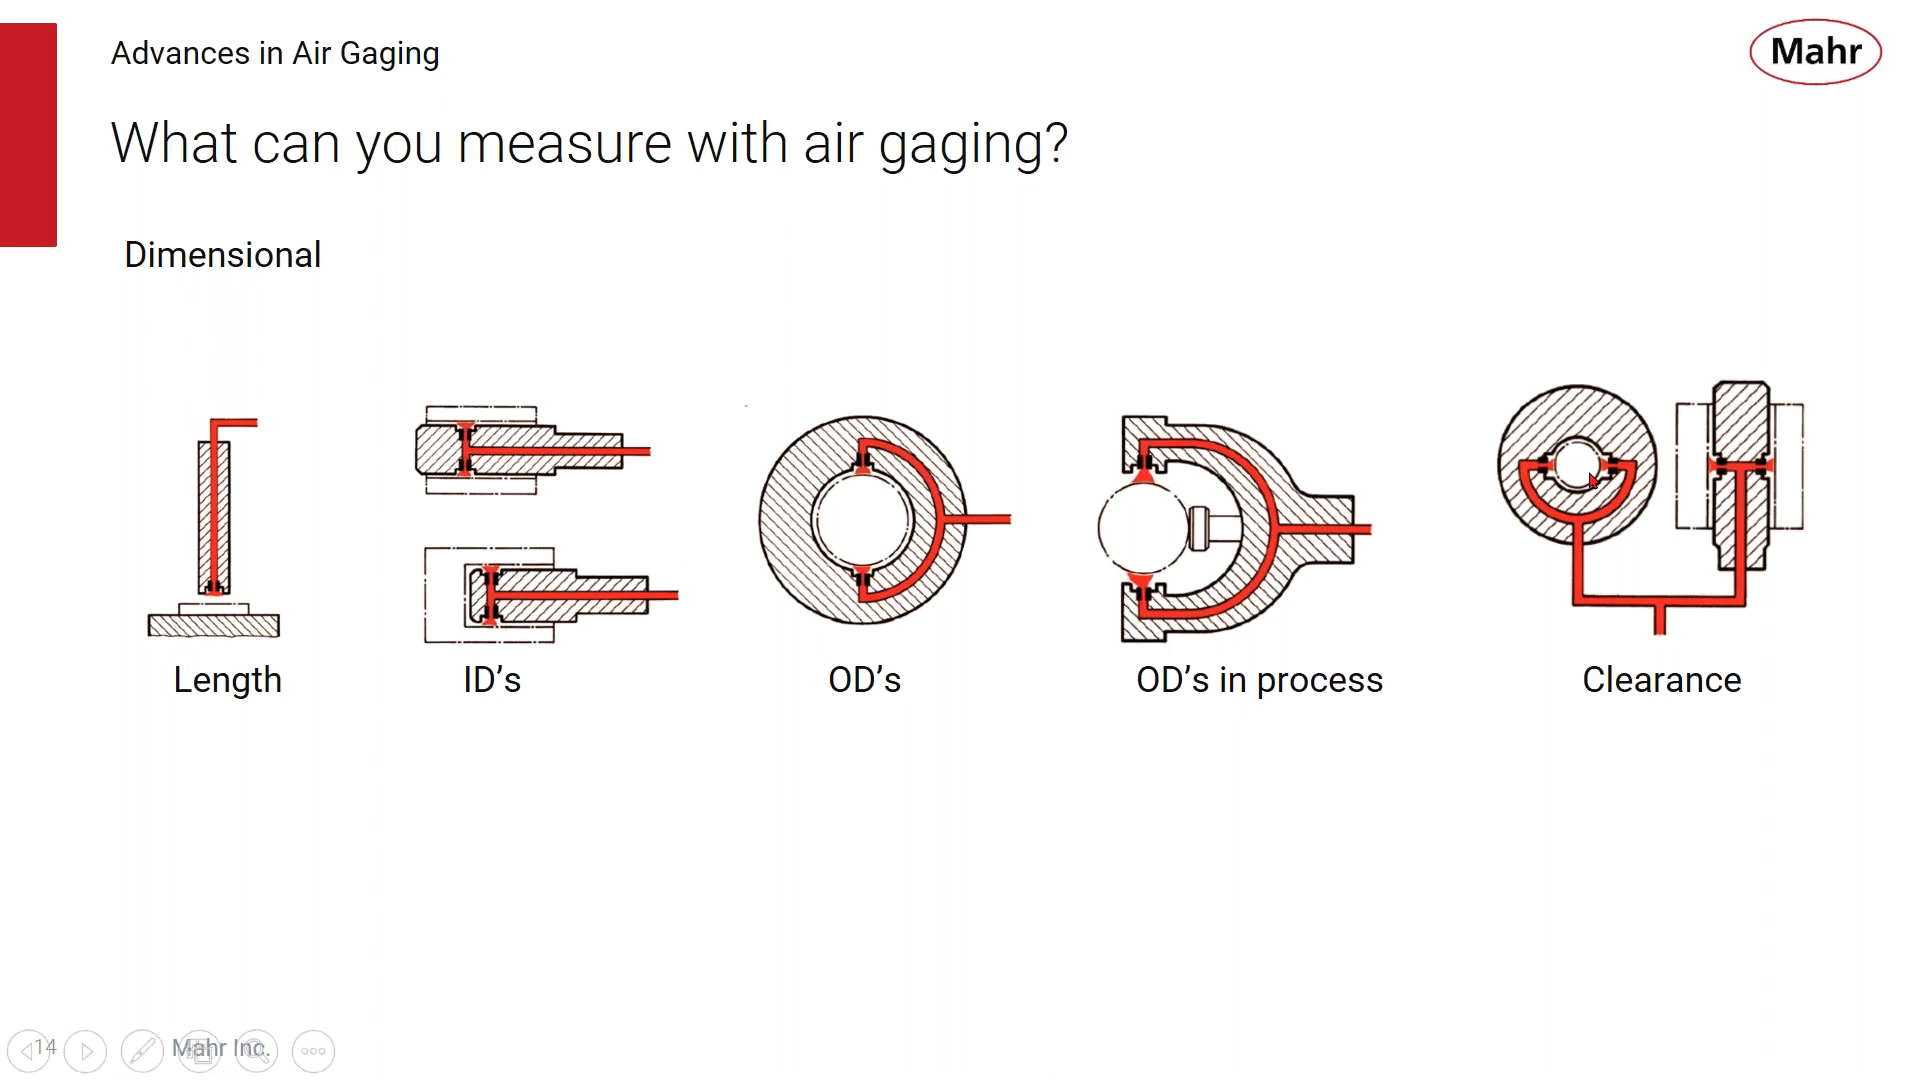 Advances in Air Gaging
Mahr
What can you measure with air gaging?
Dimensional
Length
ID’s
OD’s
OD’s in process
Clearance
14
Mahr Inc.